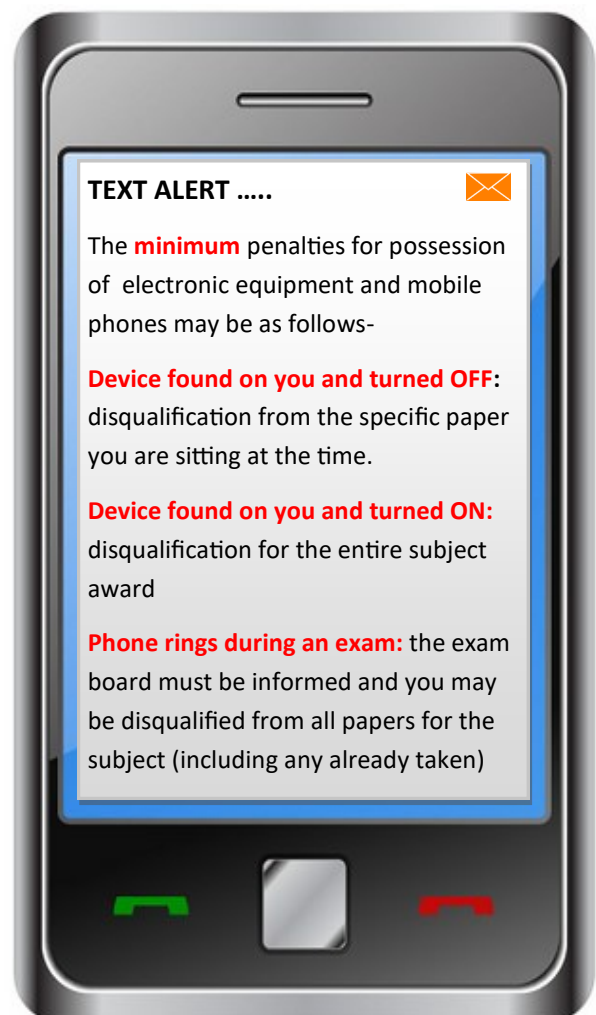 TEXT ALERT …..
The minimum penalties for possession
of electronic equipment and mobile
phones may be as follows-
Device found on you and turned OFF:
disqualification from the specific paper
you are sitting at the time.
Device found on you and turned ON:
disqualification for the entire subject
award
Phone rings during an exam: the exam
board must be informed and you may
be disqualified from all papers for the
subject (including any already taken)